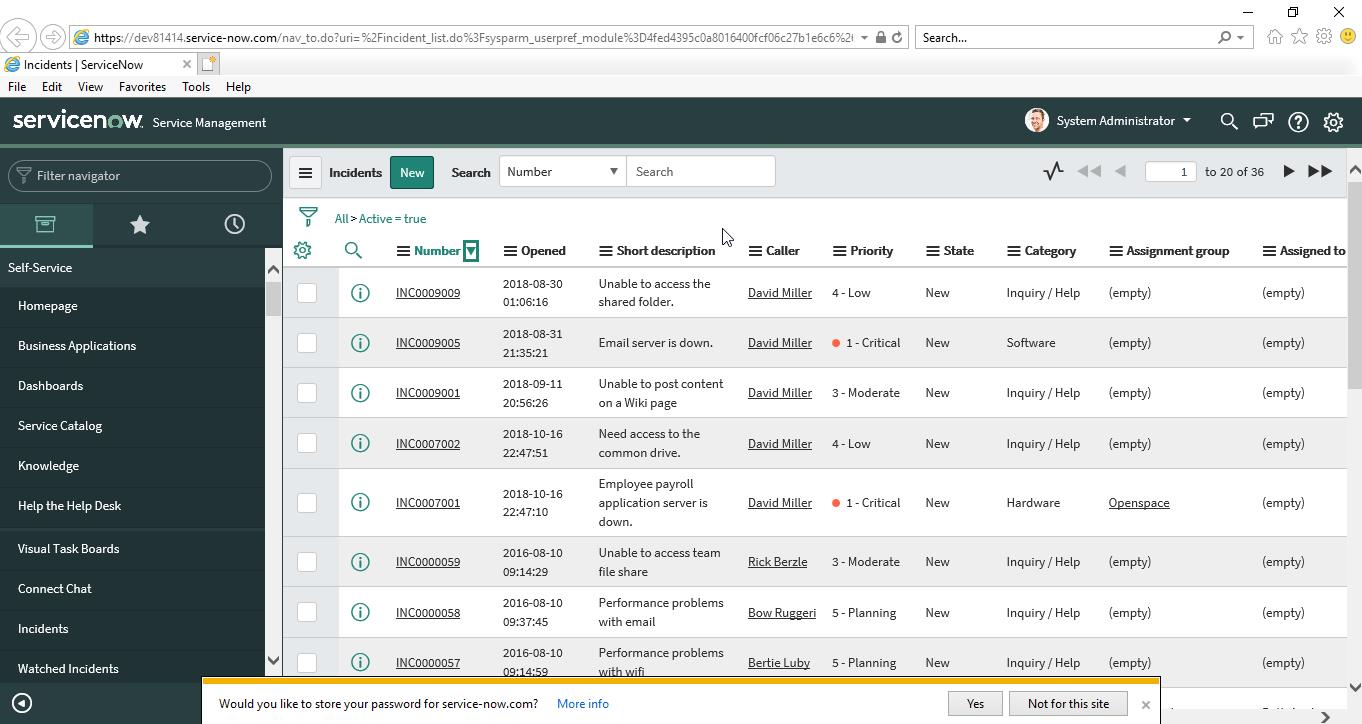 https://dev81414.service-now.com/nav_to.do?uri=%2Fincident_list.do%3Fsysparm_userpref_module%3D4fed4395c0a8016400fcf06c27b1e6c6%2
Search...
Incidents | ServiceNow
File Edit View Favorites Tools Help
servicenow Service Management
System Administrator
Filter navigator
Self-Service
Homepage
Business Applications
Dashboards
Service Catalog
Knowledge
Help the Help Desk
Visual Task Boards
Connect Chat
Incidents
Watched Incidents
Incidents New Search Number Search
1 to 20 of 36
All > Active = true
Number Opened Short description Caller Priority State Category Assignment group Assigned to
INC0009009 2018-08-30 01:06:16 Unable to access the shared folder. David Miller 4 - Low New Inquiry / Help (empty) (empty)
INC0009005 2018-08-31 21:35:21 Email server is down. David Miller 1 - Critical New Software (empty) (empty)
INC0009001 2018-09-11 20:56:26 Unable to post content on a Wiki page David Miller 3 - Moderate New Inquiry / Help (empty) (empty)
INC0007002 2018-10-16 22:47:51 Need access to the common drive. David Miller 4 - Low New Inquiry / Help (empty) (empty)
INC0007001 2018-10-16 22:47:10 Employee payroll application server is down. David Miller 1 - Critical New Hardware Openspace (empty)
INC0000059 2016-08-10 09:14:29 Unable to access team file share Rick Berzle 3 - Moderate New Inquiry / Help (empty) (empty)
INC0000058 2016-08-10 09:37:45 Performance problems with email Bow Ruggeri 5 - Planning New Inquiry / Help (empty) (empty)
INC0000057 2016-08-10 09:14:59 Performance problems with wifi Bertie Luby 5 - Planning New Inquiry / Help (empty) (empty)
Would you like to store your password for service-now.com? More info Yes Not for this site